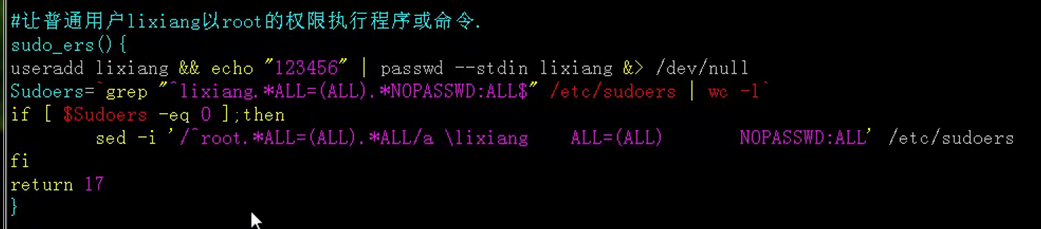 #让普通用户lixiang以root的权限执行程序或命令.
sudo_ers(){
useradd lixiang && echo "123456" | passwd --stdin lixiang &> /dev/null
Sudoers=`grep "^lixiang.*ALL=(ALL).*NOPASSWD:ALL$" /etc/sudoers | wc -l`
if [ $Sudoers -eq 0 ];then
        sed -i '/^root.*ALL=(ALL).*ALL/a \lixiang    ALL=(ALL)       NOPASSWD:ALL' /etc/sudoers
fi
return 17
}